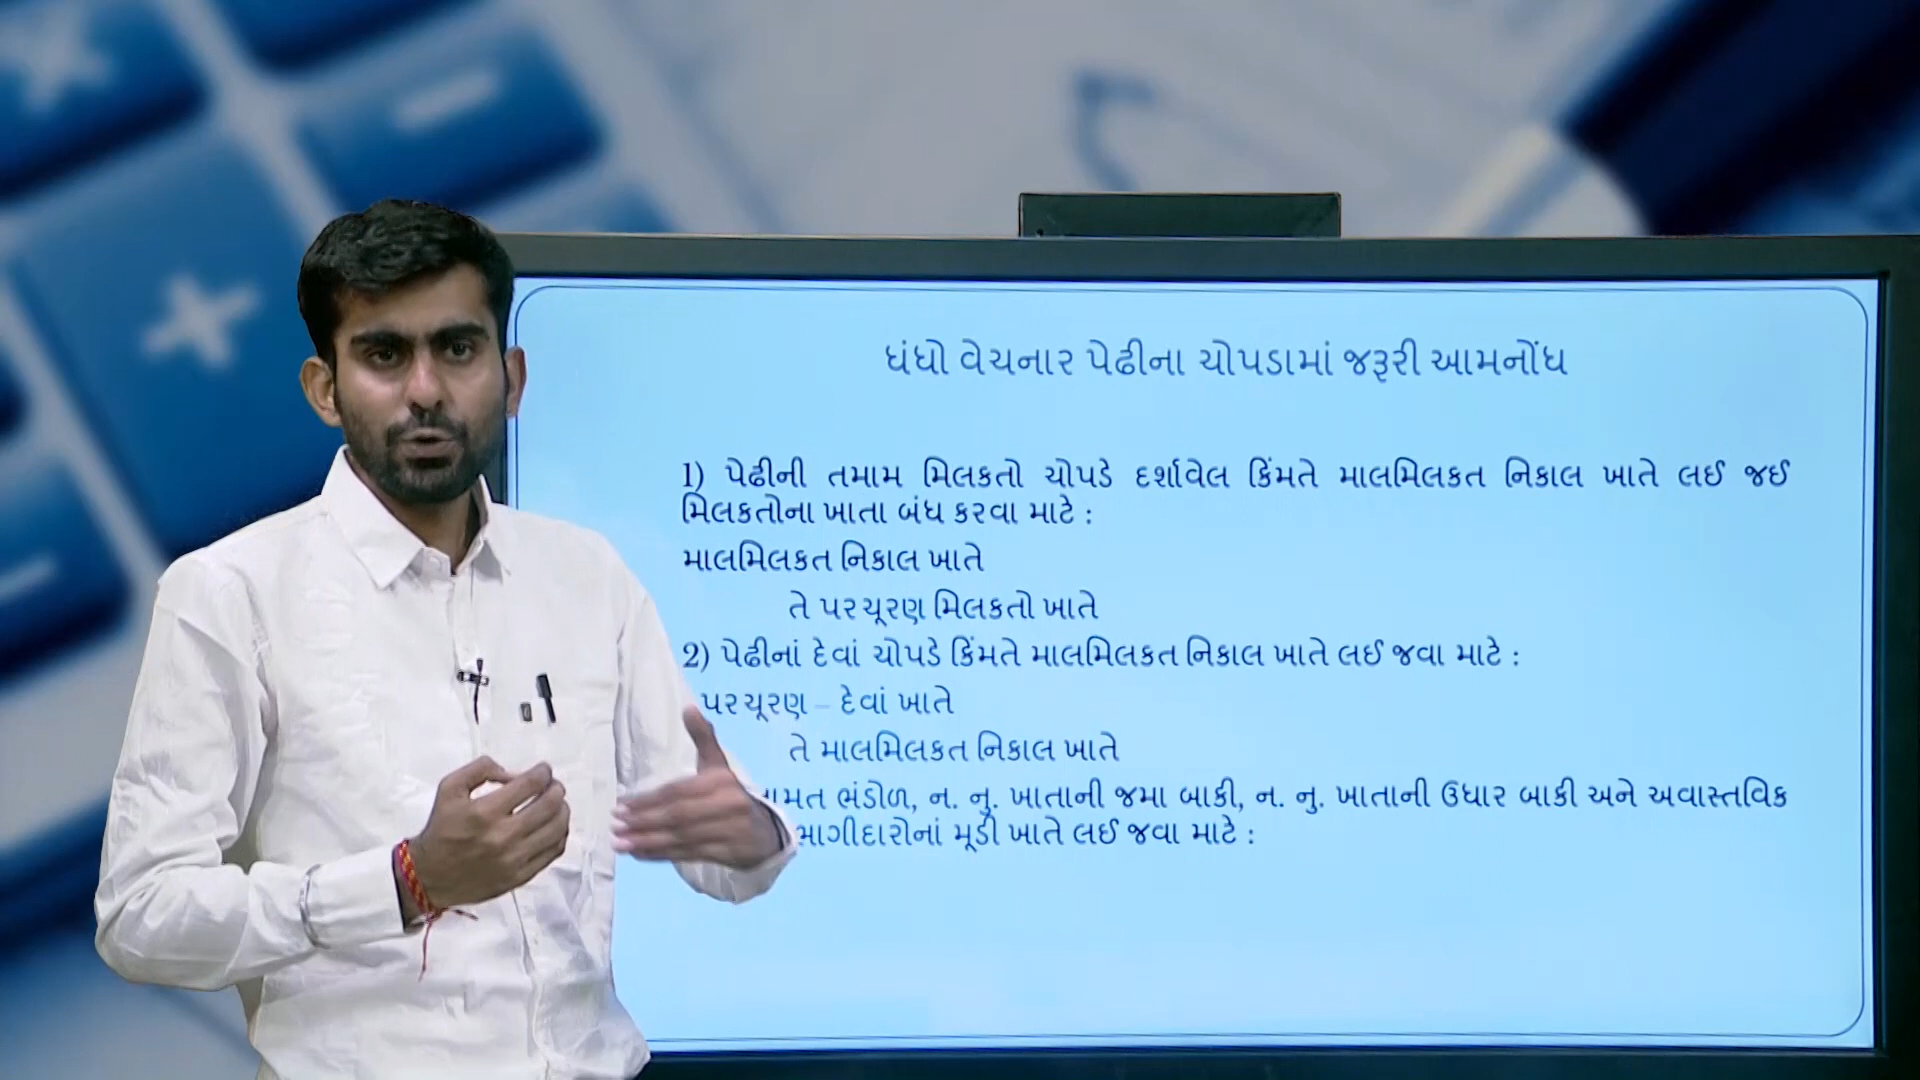 ધંધો વેચનાર પેઢીના ચોપડામાં જરૂરી આમનોંધ
1) પેઢીની તમામ મિલકતો ચોપડે દર્શાવેલ કિંમતે માલમિલકત નિકાલ ખાતે લઈ જઈ
મિલકતોના ખાતા બંધ કરવા માટે :
માલમિલકત નિકાલ ખાતે
તે પરચૂરણ મિલકતો ખાતે
2) પેઢીનાં દેવાં ચોપડે કિંમતે માલમિલકત નિકાલ ખાતે લઈ જવા માટે :
પરચૂરણ – દેવાં ખાતે
તે માલમિલકત નિકાલ ખાતે
ભંડોળ, ન. નુ. ખાતાની જમા બાકી, ન. નુ. ખાતાની ઉધાર બાકી અને અવાસ્તવિક
ભાગીદારોનાં મૂડી ખાતે લઈ જવા માટે :